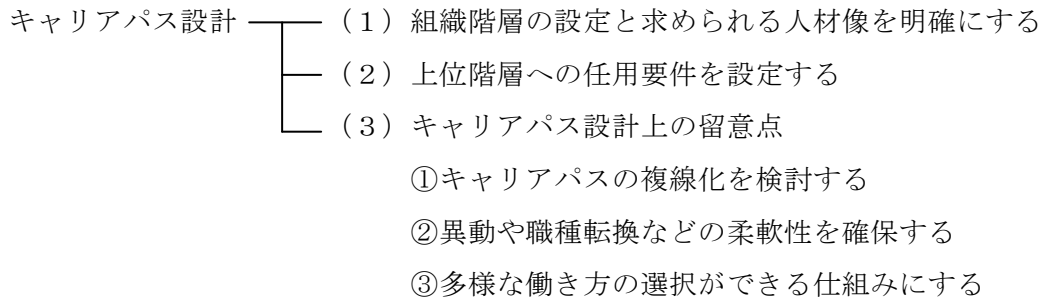 キャリアパス設計 （１）組織階層の設定と求められる人材像を明確にする
（２）上位階層への任用要件を設定する
（３）キャリアパス設計上の留意点
①キャリアパスの複線化を検討する
②異動や職種転換などの柔軟性を確保する
③多様な働き方の選択ができる仕組みにする